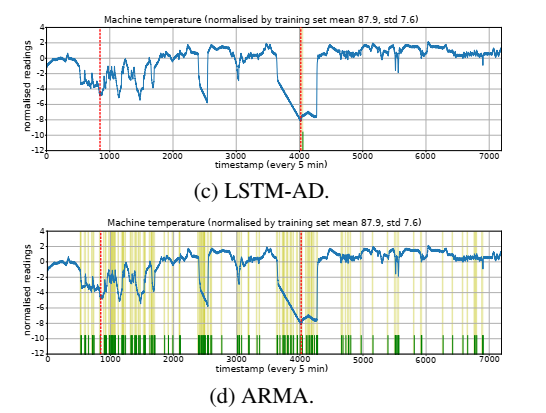 Machine temperature (normalised by training set mean 87.9, std 7.6)
normalised readings
4
2
0
-2
-4
-6
-8
-10
-12
0 1000 2000 3000 4000 5000 6000 7000
timestamp (every 5 min)
(c) LSTM-AD.
Machine temperature (normalised by training set mean 87.9, std 7.6)
normalised readings
4
2
0
-2
-4
-6
-8
-10
-12
0 1000 2000 3000 4000 5000 6000 7000
timestamp (every 5 min)
(d) ARMA.